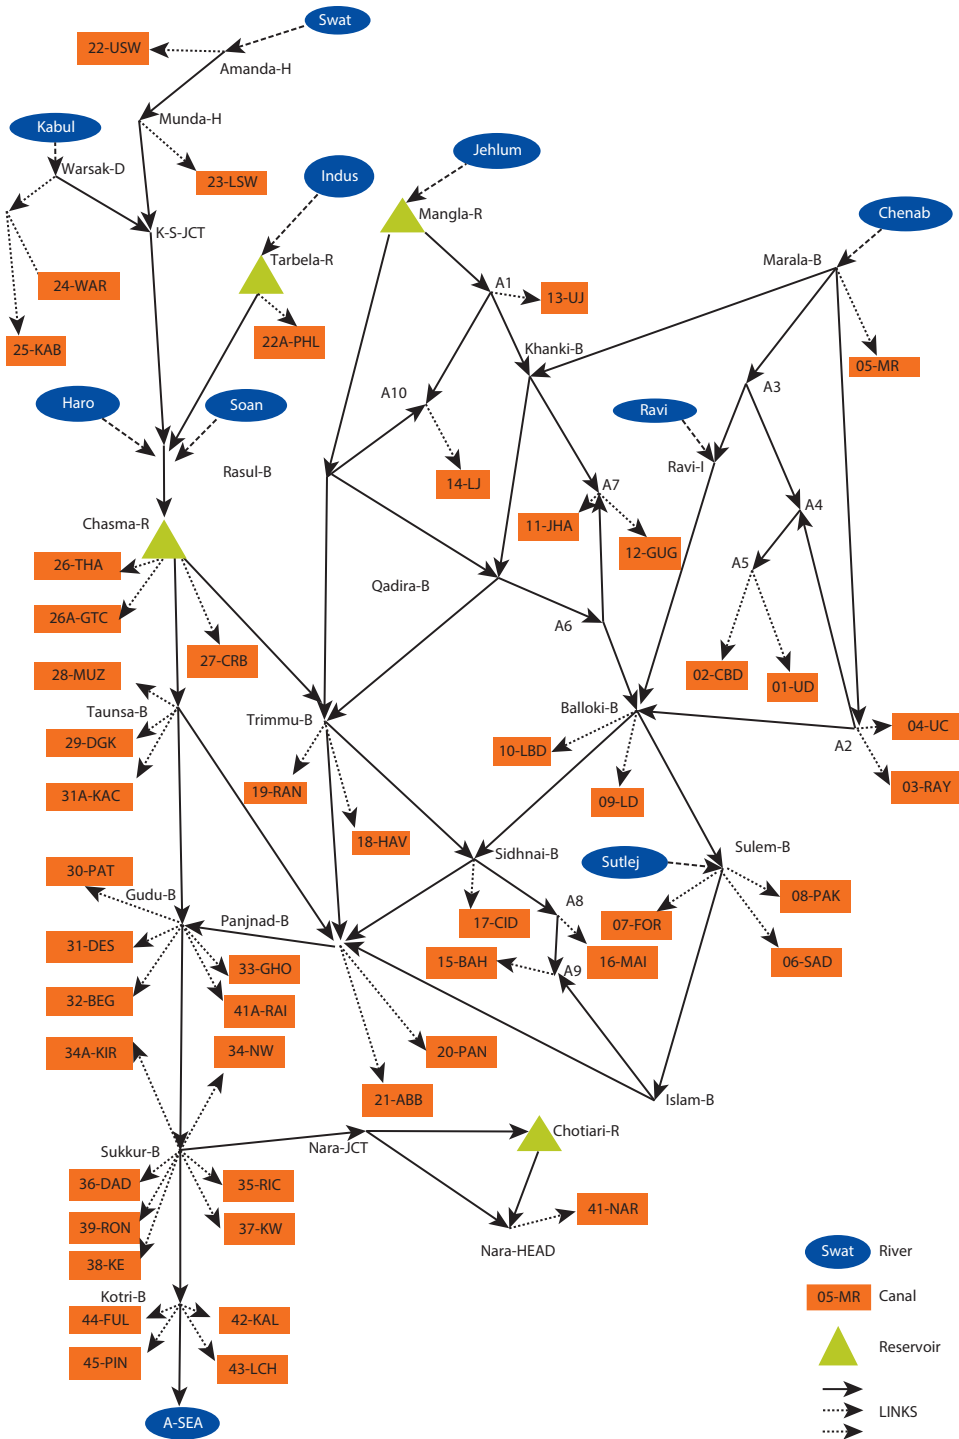 Swat
22-USW
Amanda-H
Munda-H
Kabul
Warsak-D
23-LSW
Indus
Jehlum
K-S-JCT
Mangla-R
Chenab
Tarbela-R
Marala-B
24-WAR
A1
13-UJ
22A-PHL
25-KAB
Khanki-B
05-MR
A3
A10
Haro
Soan
Ravi
Rasul-B
Ravi-I
14-LJ
A7
A4
Chasma-R
11-JHA
12-GUG
26-THA
A5
Qadira-B
26A-GTC
A6
27-CRB
28-MUZ
02-CBD
01-UD
Taunsa-B
Trimmu-B
Balloki-B
04-UC
29-DGK
10-LBD
A2
03-RAY
31A-KAC
19-RAN
09-LD
18-HAV
Sidhnai-B
Sulem-B
Sutlej
30-PAT
Gudu-B
08-PAK
Panjnad-B
A8
17-CID
07-FOR
31-DES
15-BAH
A9
16-MAI
06-SAD
33-GHO
32-BEG
41A-RAI
34A-KIR
34-NW
20-PAN
21-ABB
Islam-B
Chotiari-R
Nara-JCT
Sukkur-B
36-DAD
35-RIC
41-NAR
39-RON
37-KW
Nara-HEAD
38-KE
Swat
River
Kotri-B
05-MR
Canal
44-FUL
42-KAL
Reservoir
45-PIN
43-LCH
LINKS
A-SEA